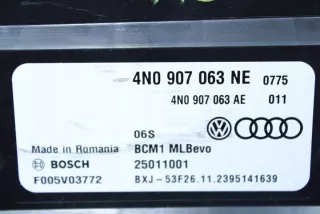 4N0 907 063 NE 0775
4N0 907 063 AE 011
06S
Made in Romania BCM1 MLBevo
BOSCH 25011001
F005V03772 BXJ-53F26.11.2395141639